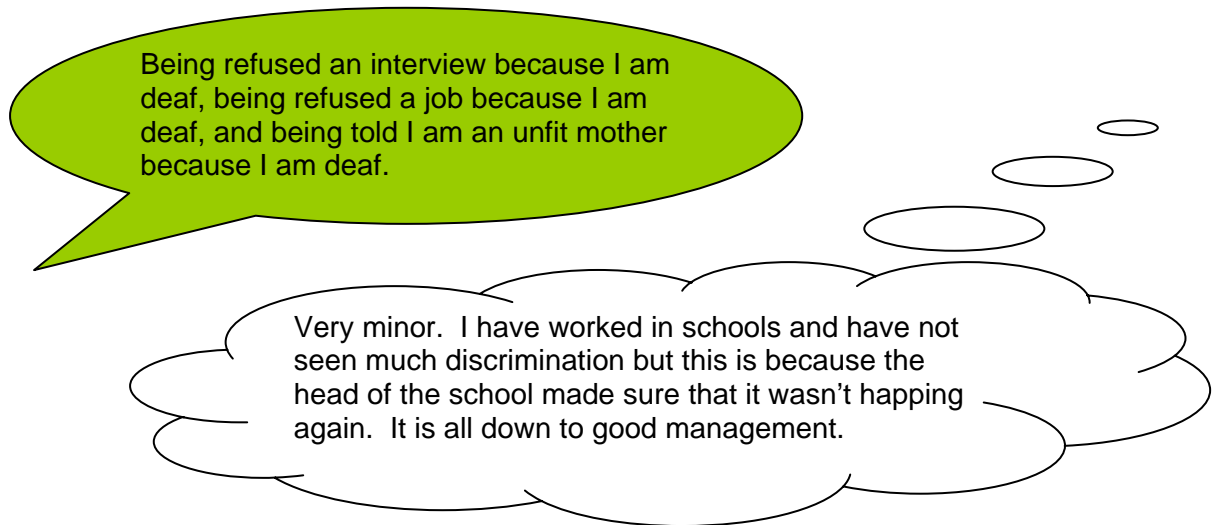 Being refused an interview because I am
deaf, being refused a job because I am
deaf, and being told I am an unfit mother
because I am deaf.
Very minor.  I have worked in schools and have not
seen much discrimination but this is because the
head of the school made sure that it wasn’t happing
again.  It is all down to good management.